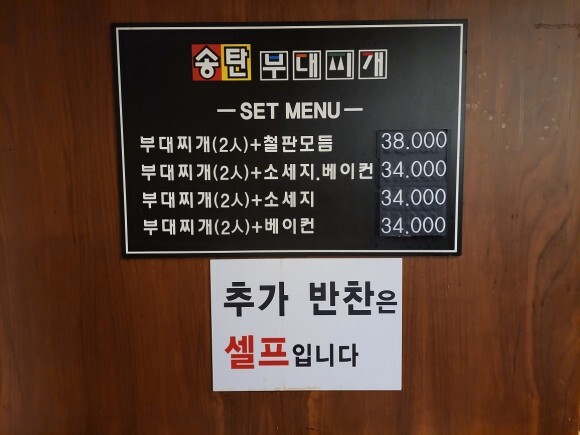 송탄 부대찌개
—SET MENU—
부대찌개(2人)+철판모듬 38.000
부대찌개(2人)+소세지.베이컨 34.000
부대찌개(2人)+소세지 34.000
부대찌개(2人)+베이컨 34.000
추가 반찬은
셀프입니다